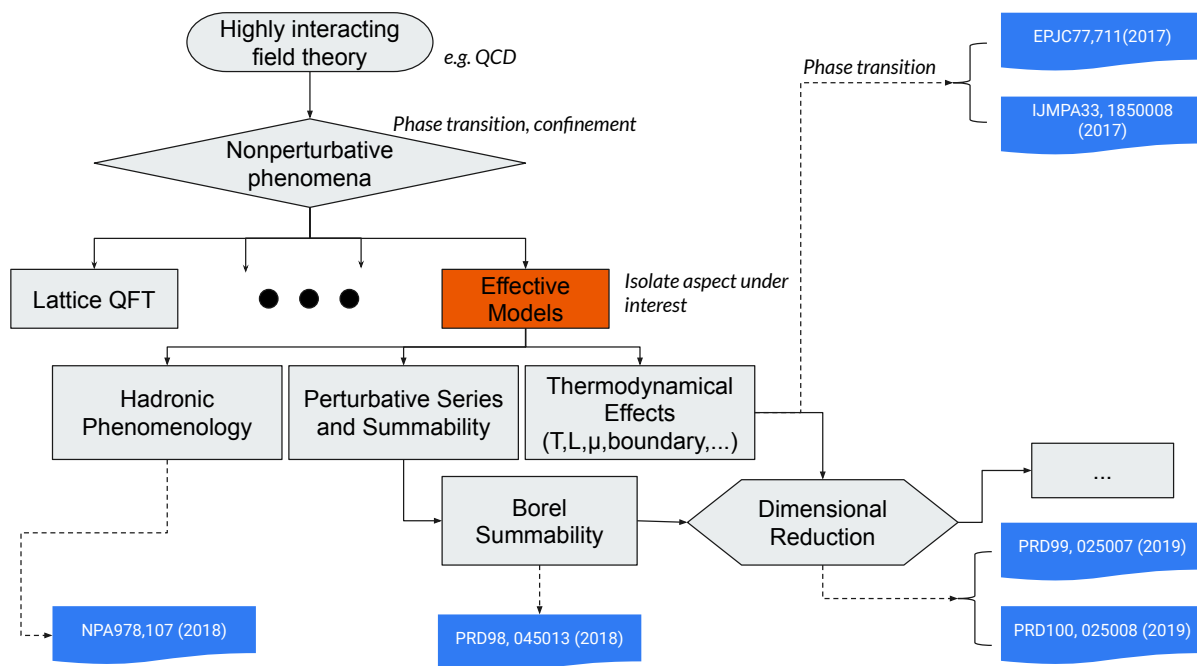 Highly interacting
field theory
e.g. QCD
EPJC77,711(2017)
Phase transition
IJMPA33, 1850008
(2017)
Phase transition, confinement
Nonperturbative
phenomena
Lattice QFT
Effective
Models
Isolate aspect under
interest
Hadronic
Phenomenology
Perturbative Series
and Summability
Thermodynamical
Effects
(T,L,μ,boundary,...)
...
Borel
Summability
Dimensional
Reduction
PRD99, 025007 (2019)
NPA978,107 (2018)
PRD98, 045013 (2018)
PRD100, 025008 (2019)